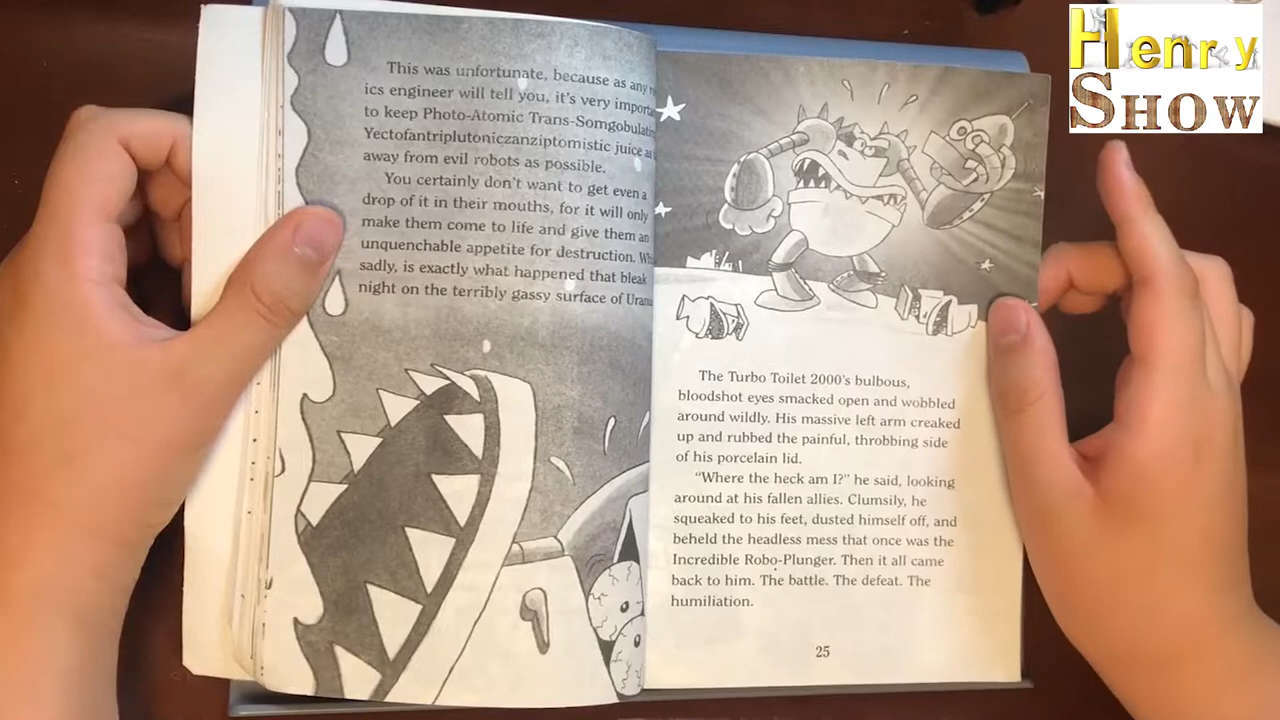 This was unfortunate, because as any
ics engineer will tell you, it's very
to keep Photo-Atomic Trans-Somgobulating
Yectofantriplutoniczanziptomistic juice as
away from evil robots as possible.
You certainly don't want to get even a
drop of it in their mouths, for it will only
make them come to life and give them an
unquenchable appetite for destruction.
sadly, is exactly what happened that bleak
night on the terribly gassy surface of
The Turbo Toilet 2000's bulbous,
bloodshot eyes smacked open and wobbled
around wildly. His massive left arm creaked
up and rubbed the painful, throbbing side
of his porcelain lid.
"Where the heck am I?" he said, looking
around at his fallen allies. Clumsily, he
squeaked to his feet, dusted himself off, and
beheld the headless mess that once was the
Incredible Robo-Plunger. Then it all came
back to him. The battle. The defeat. The
humiliation.
25
Henry
SHOW